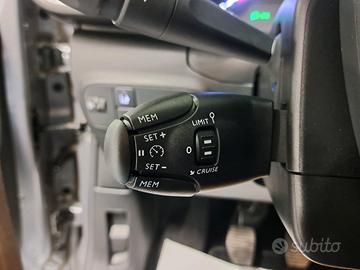 MEM
SET +
LIMIT
0
SET -
CRUISE
MEM
subito